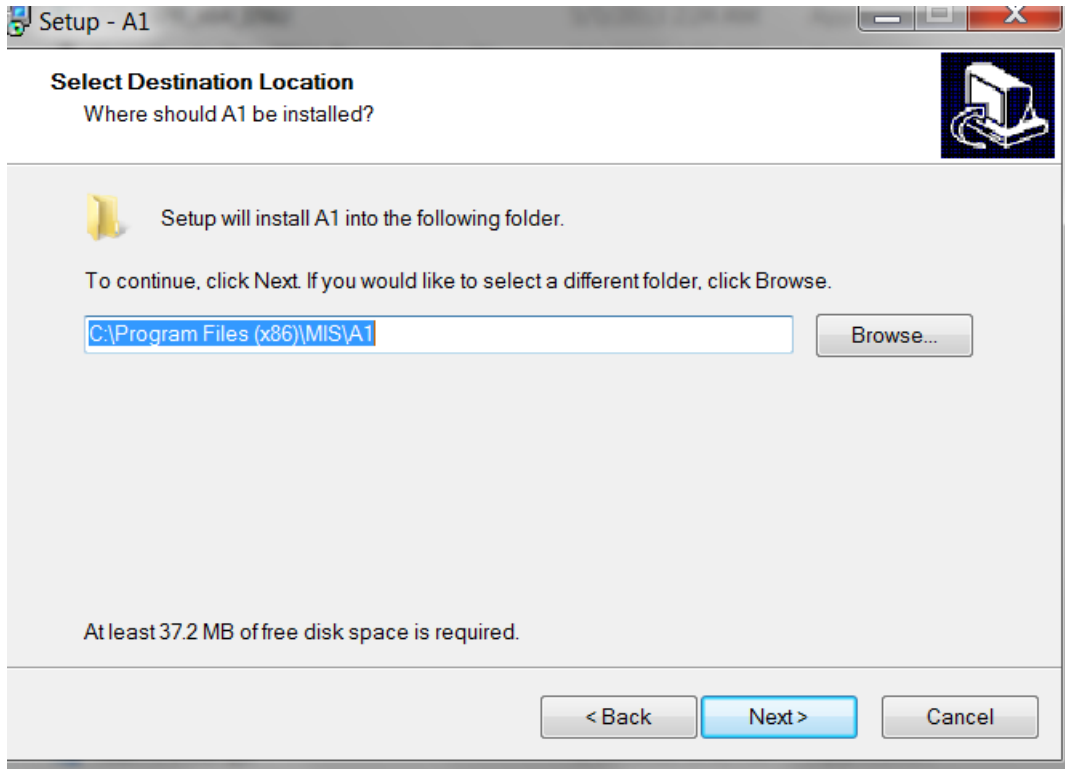 Setup - A1
Select Destination Location
Where should A1 be installed?
Setup will install A1 into the following folder.
To continue, click Next. If you would like to select a different folder, click Browse.
C:\Program Files (x86)\MIS\A1
Browse...
At least 37.2 MB of free disk space is required.
< Back
Next >
Cancel